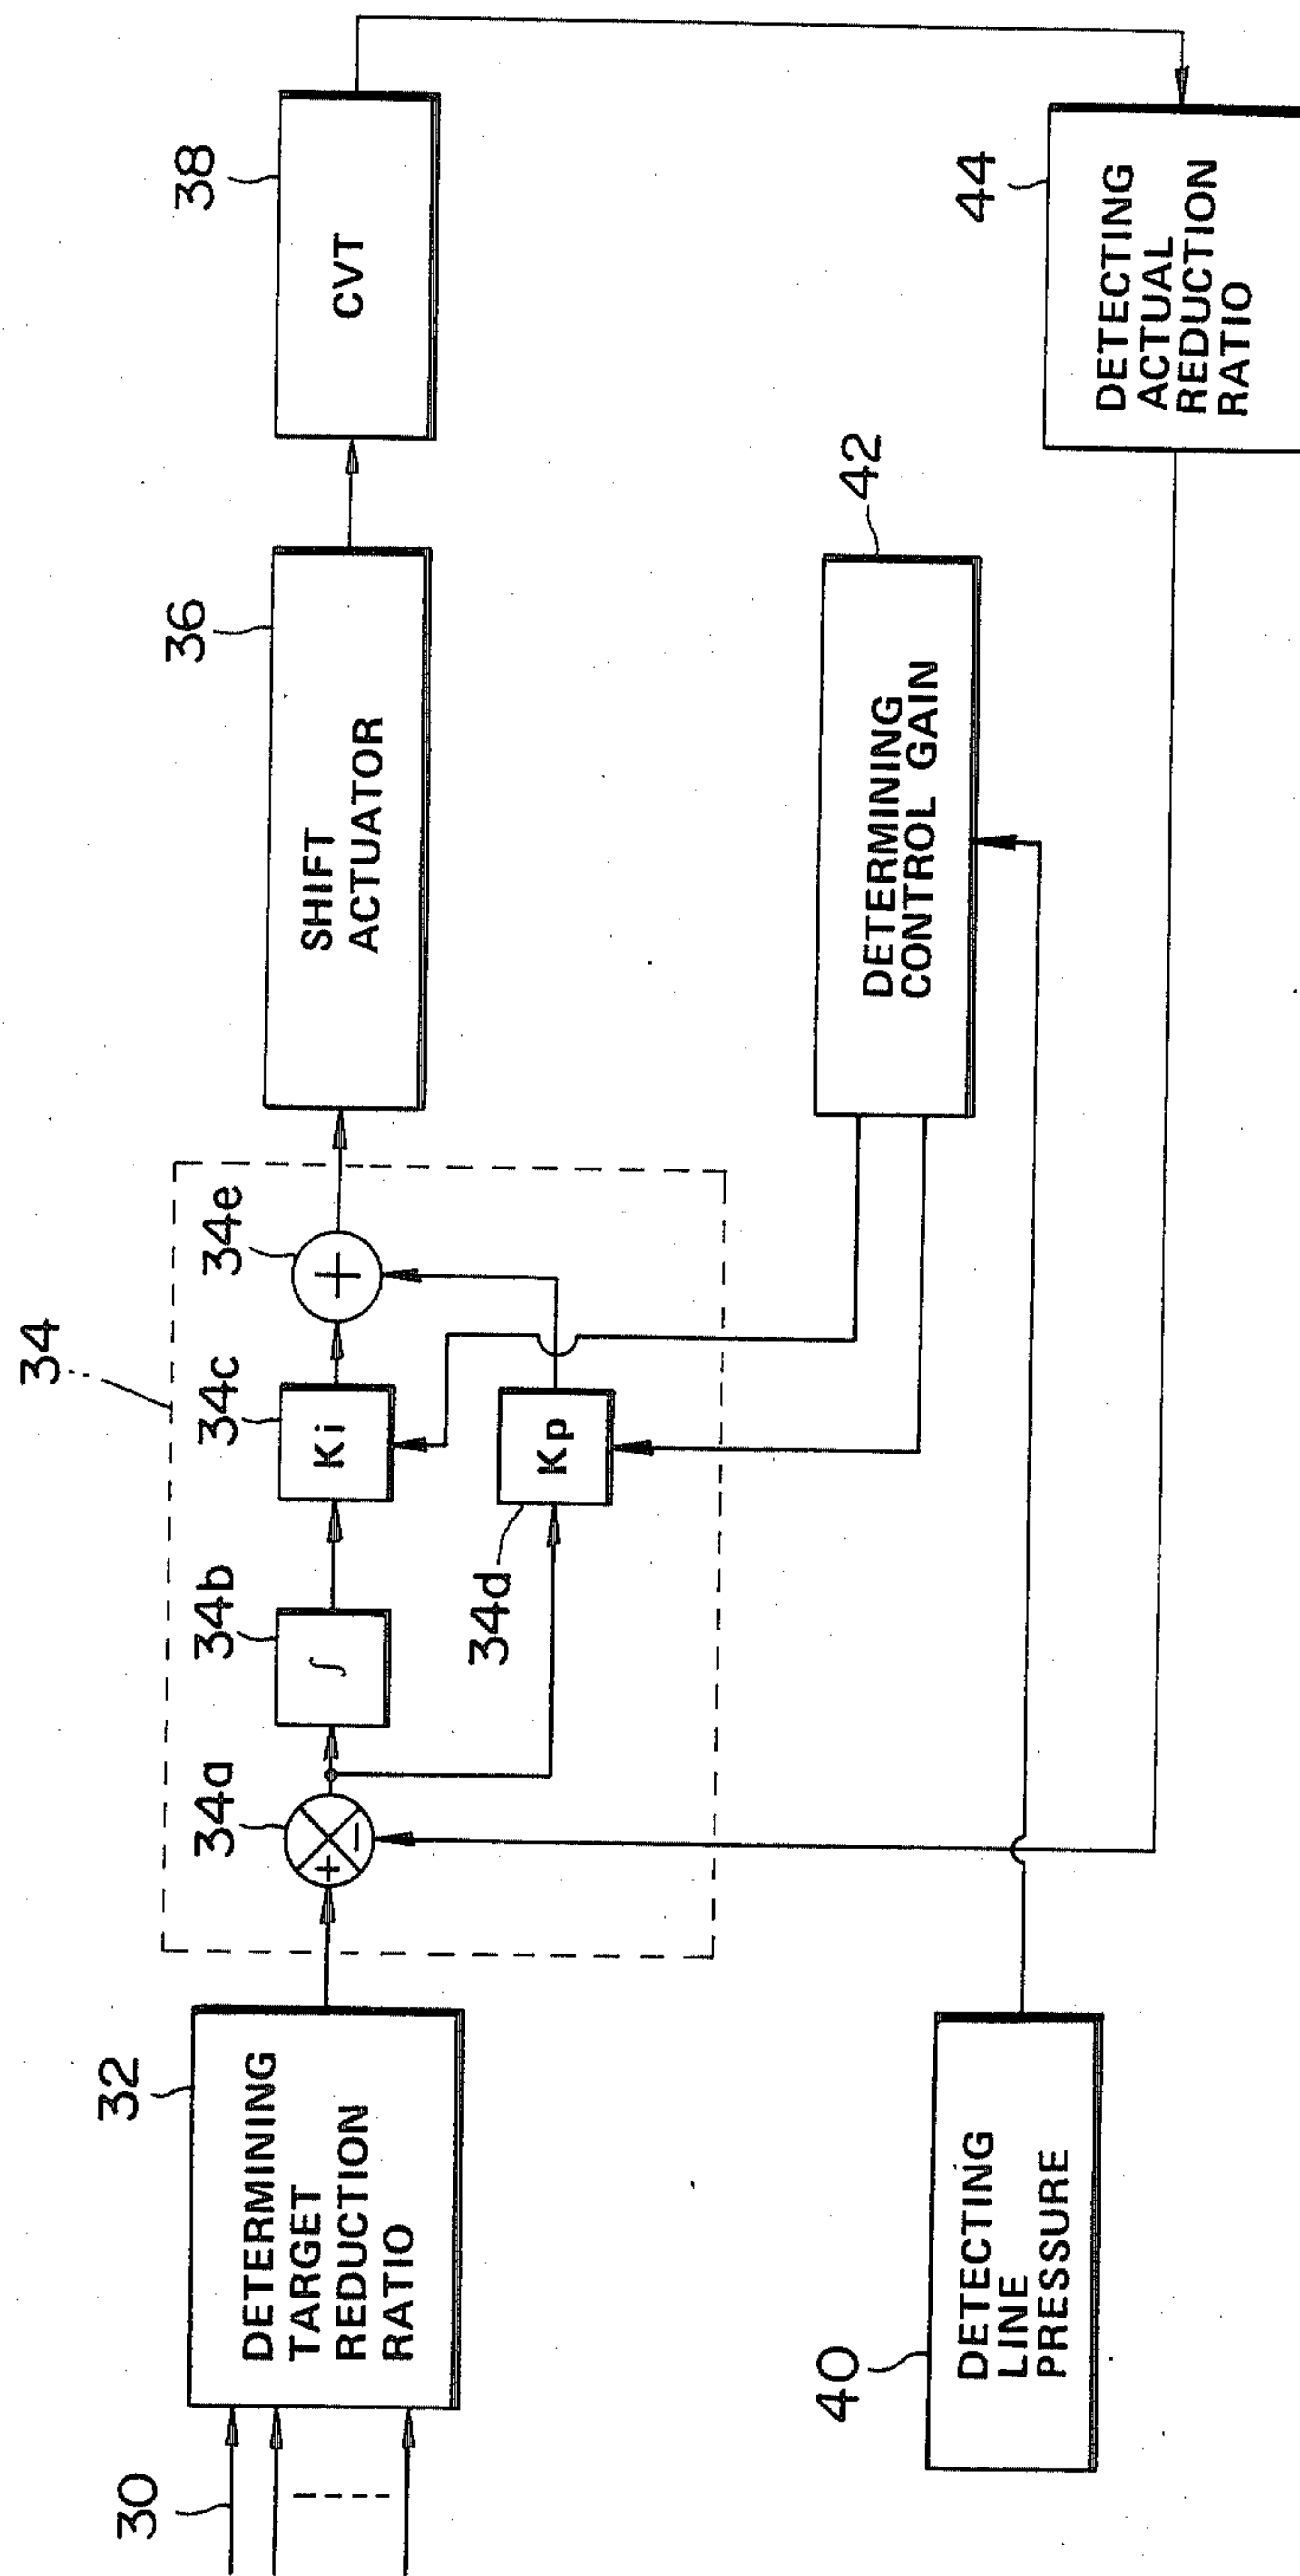 30
32
DETERMINING
TARGET
REDUCTION
RATIO
34
34a
+
−
34b
∫
34c
Ki
34d
Kp
34e
+
36
SHIFT
ACTUATOR
38
CVT
40
DETECTING
LINE
PRESSURE
42
DETERMINING
CONTROL GAIN
44
DETECTING
ACTUAL
REDUCTION
RATIO